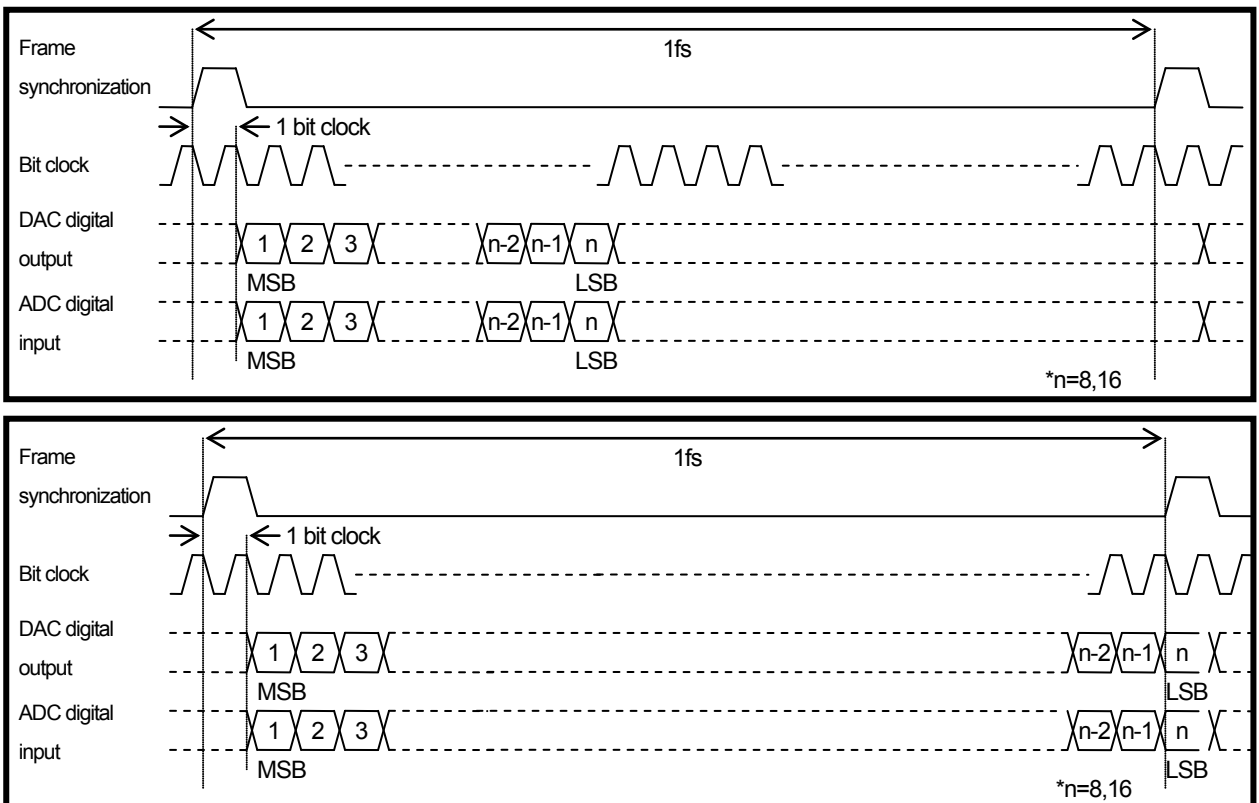 1fs
Frame
synchronization
1 bit clock
Bit clock
DAC digital
output
1 2 3 n-2 n-1 n
MSB LSB
ADC digital
input
1 2 3 n-2 n-1 n
MSB LSB
*n=8,16
1fs
Frame
synchronization
1 bit clock
Bit clock
DAC digital
output
1 2 3 n-2 n-1 n
MSB LSB
ADC digital
input
1 2 3 n-2 n-1 n
MSB LSB
*n=8,16